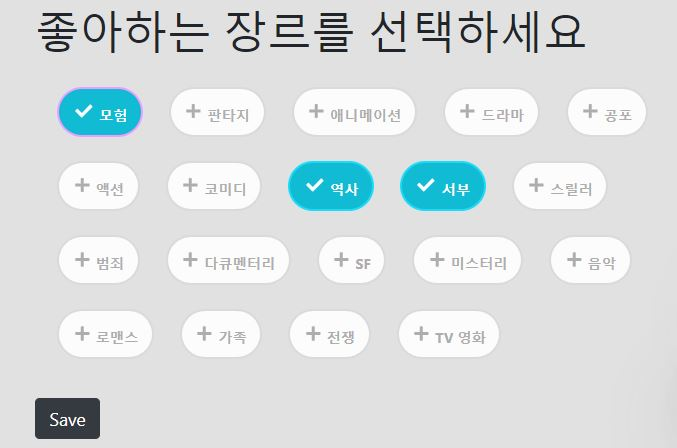 좋아하는 장르를 선택하세요
모험 판타지 애니메이션 드라마 공포
액션 코미디 역사 서부 스릴러
범죄 다큐멘터리 SF 미스터리 음악
로맨스 가족 전쟁 TV 영화
Save